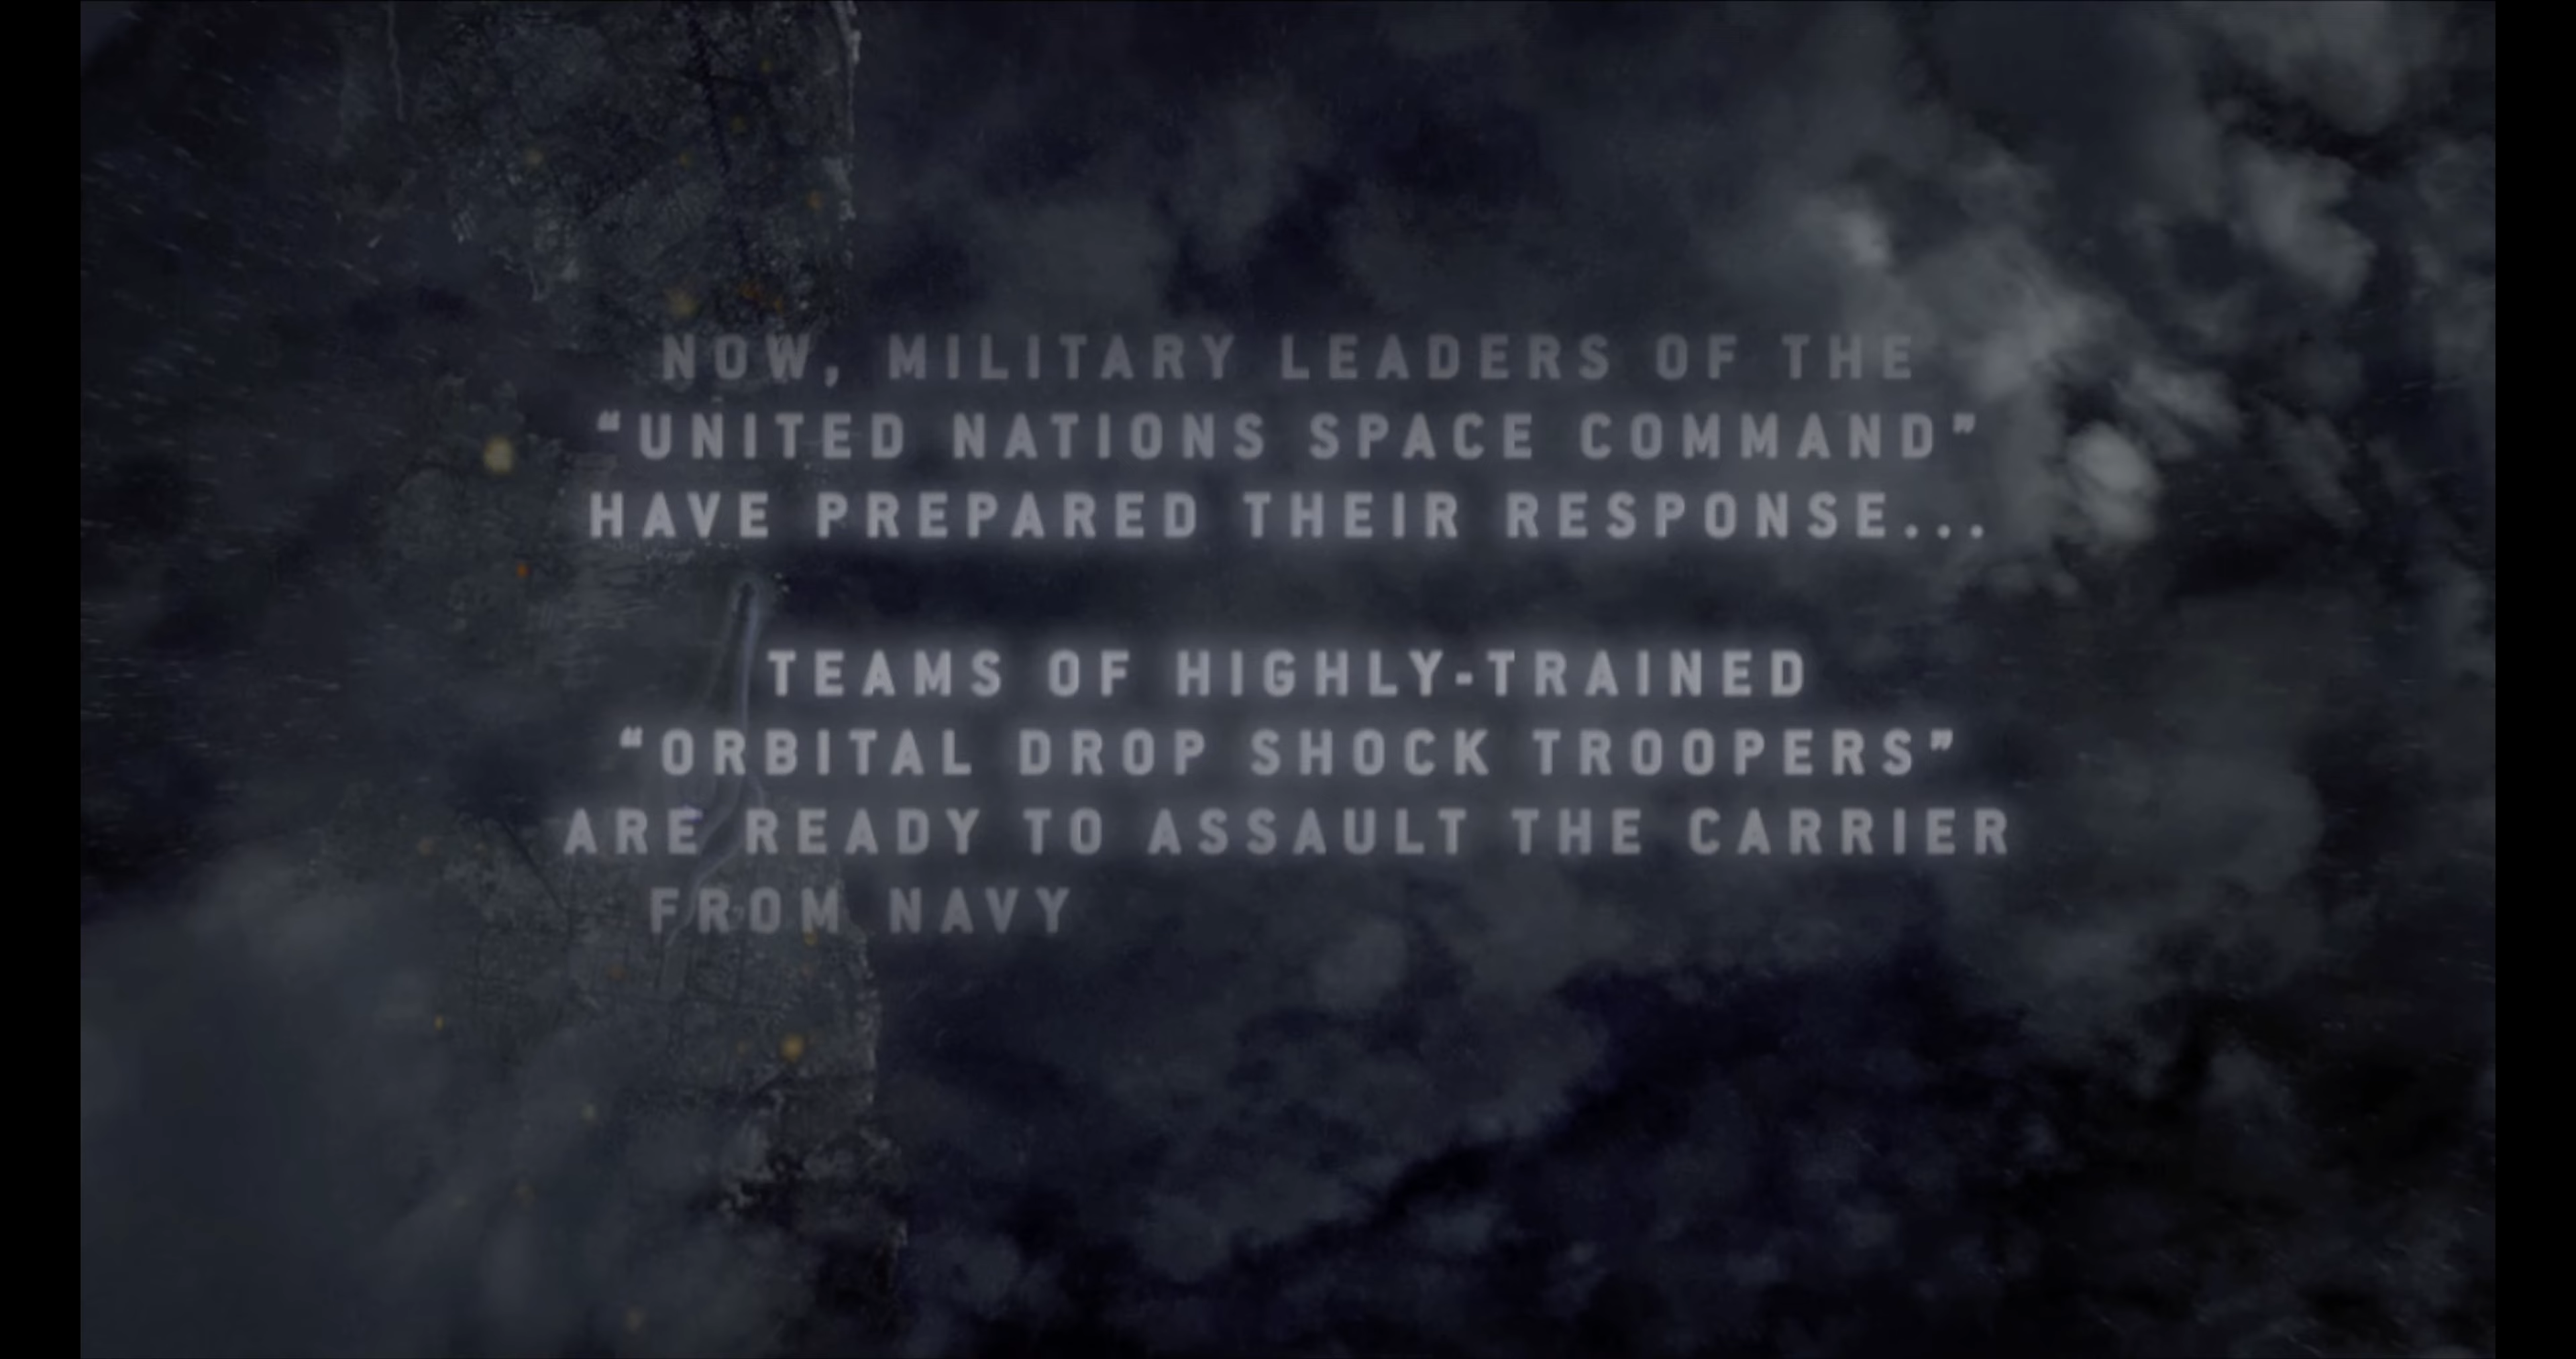 NOW, MILITARY LEADERS OF THE
“UNITED NATIONS SPACE COMMAND”
HAVE PREPARED THEIR RESPONSE...
TEAMS OF HIGHLY-TRAINED
“ORBITAL DROP SHOCK TROOPERS”
ARE READY TO ASSAULT THE CARRIER
FROM NAVY